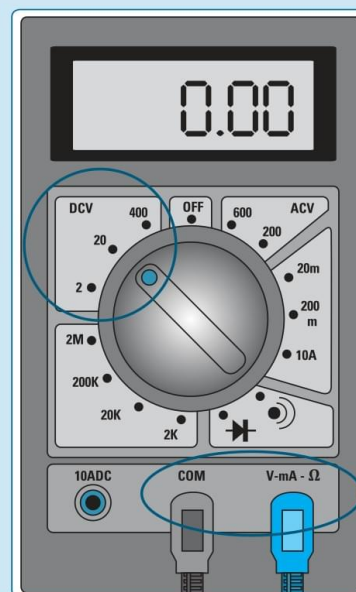 0.00
DCV
400
OFF
600
ACV
20
200
2
20m
200
m
2M
10A
200K
20K
2K
10ADC
COM
V-mA - Ω